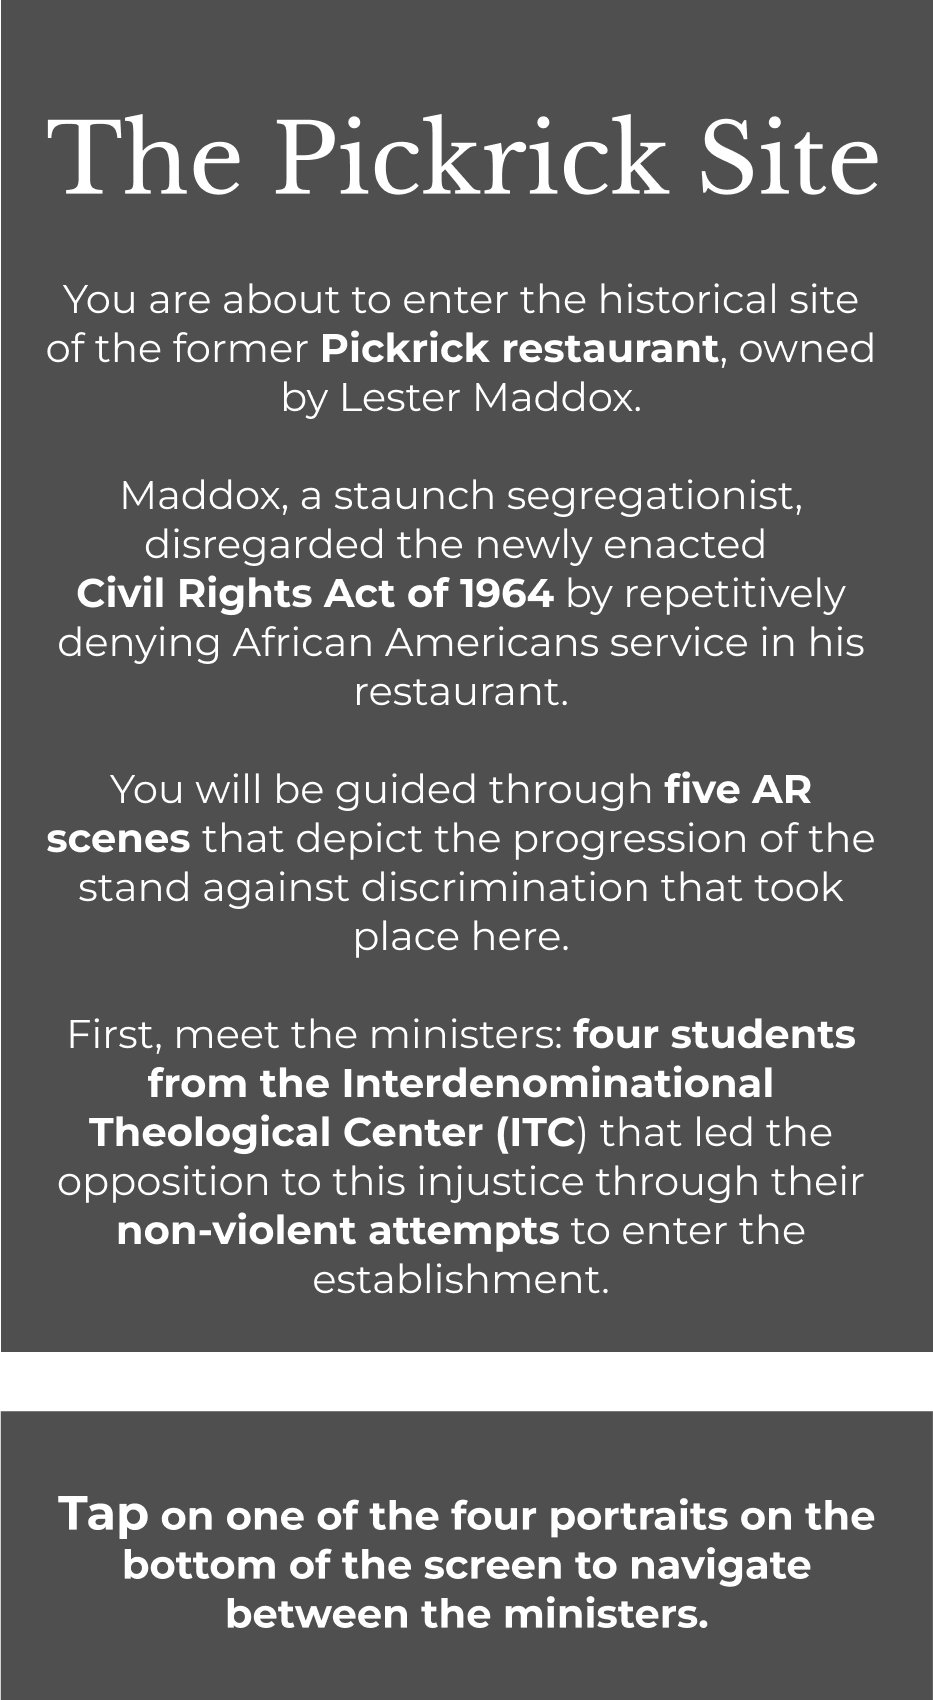 The Pickrick Site
You are about to enter the historical site
of the former Pickrick restaurant, owned
by Lester Maddox.
Maddox, a staunch segregationist,
disregarded the newly enacted
Civil Rights Act of 1964 by repetitively
denying African Americans service in his
restaurant.
You will be guided through five AR
scenes that depict the progression of the
stand against discrimination that took
place here.
First, meet the ministers: four students
from the Interdenominational
Theological Center (ITC) that led the
opposition to this injustice through their
non-violent attempts to enter the
establishment.
Tap on one of the four portraits on the
bottom of the screen to navigate
between the ministers.